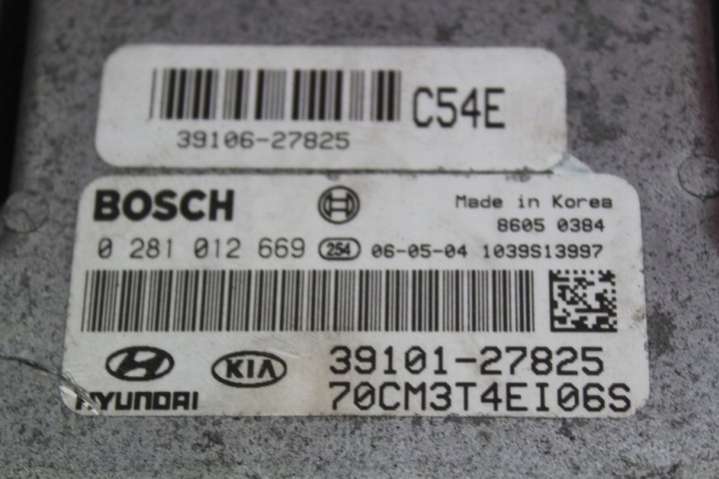 C54E
39106-27825
BOSCH
Made in Korea
8605 0384
0 281 012 669 254 06-05-04 1039S13997
HYUNDAI KIA 39101-27825
70CM3T4EI06S